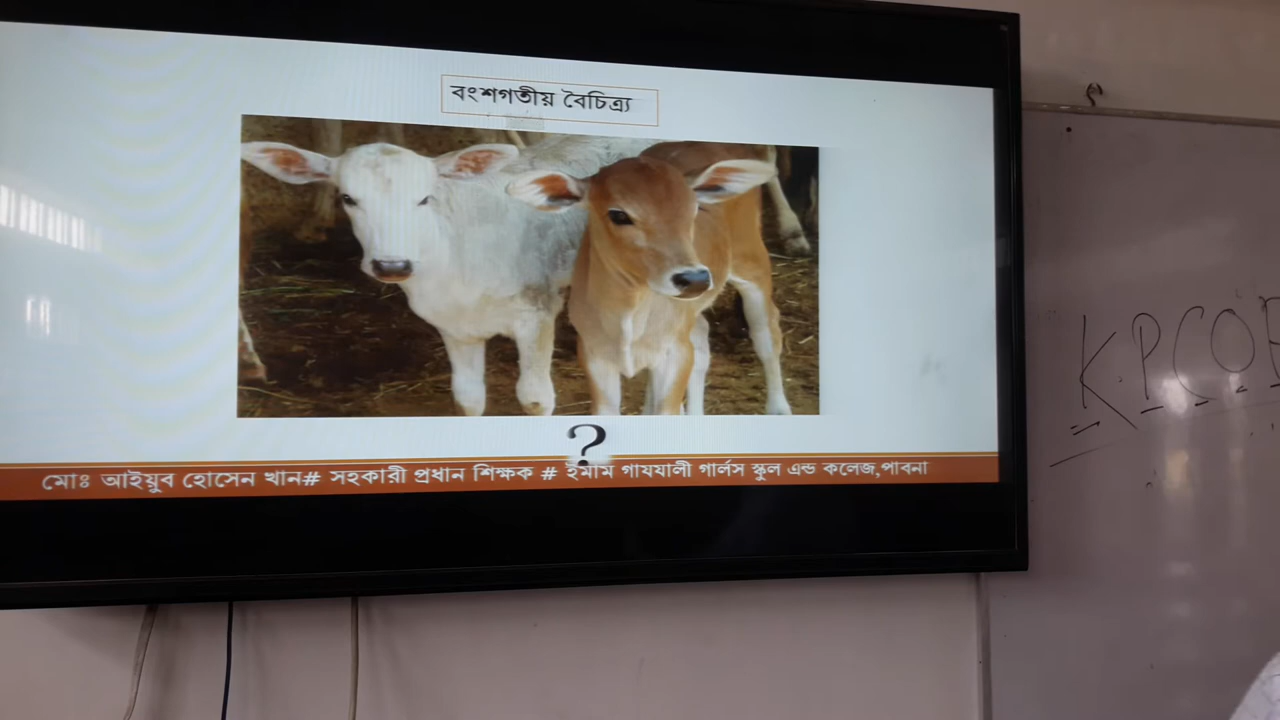 বংশগতীয় বৈচিত্র্য
?
মোঃ আইয়ুব হোসেন খান# সহকারী প্রধান শিক্ষক # ইমাম গাযযালী গার্লস স্কুল এন্ড কলেজ,পাবনা
KPCO